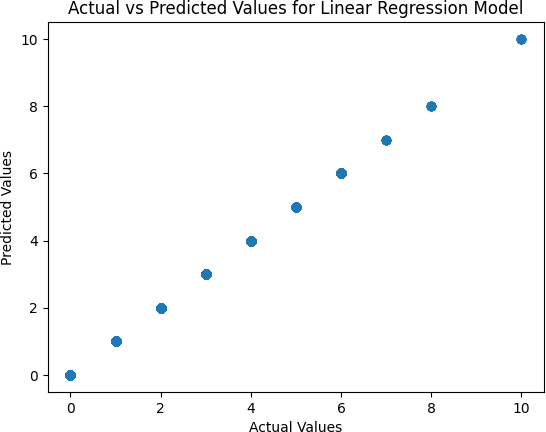 Actual vs Predicted Values for Linear Regression Model
10
8
6
4
2
0
Predicted Values
0 2 4 6 8 10
Actual Values